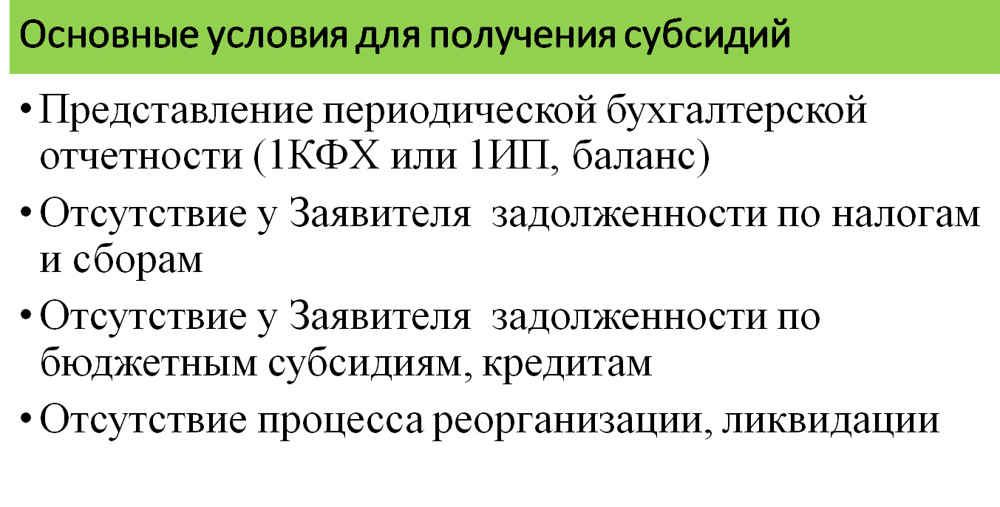 Основные условия для получения субсидий
• Представление периодической бухгалтерской
отчетности (1КФХ или 1ИП, баланс)
• Отсутствие у Заявителя  задолженности по налогам
и сборам
• Отсутствие у Заявителя  задолженности по
бюджетным субсидиям, кредитам
• Отсутствие процесса реорганизации, ликвидации